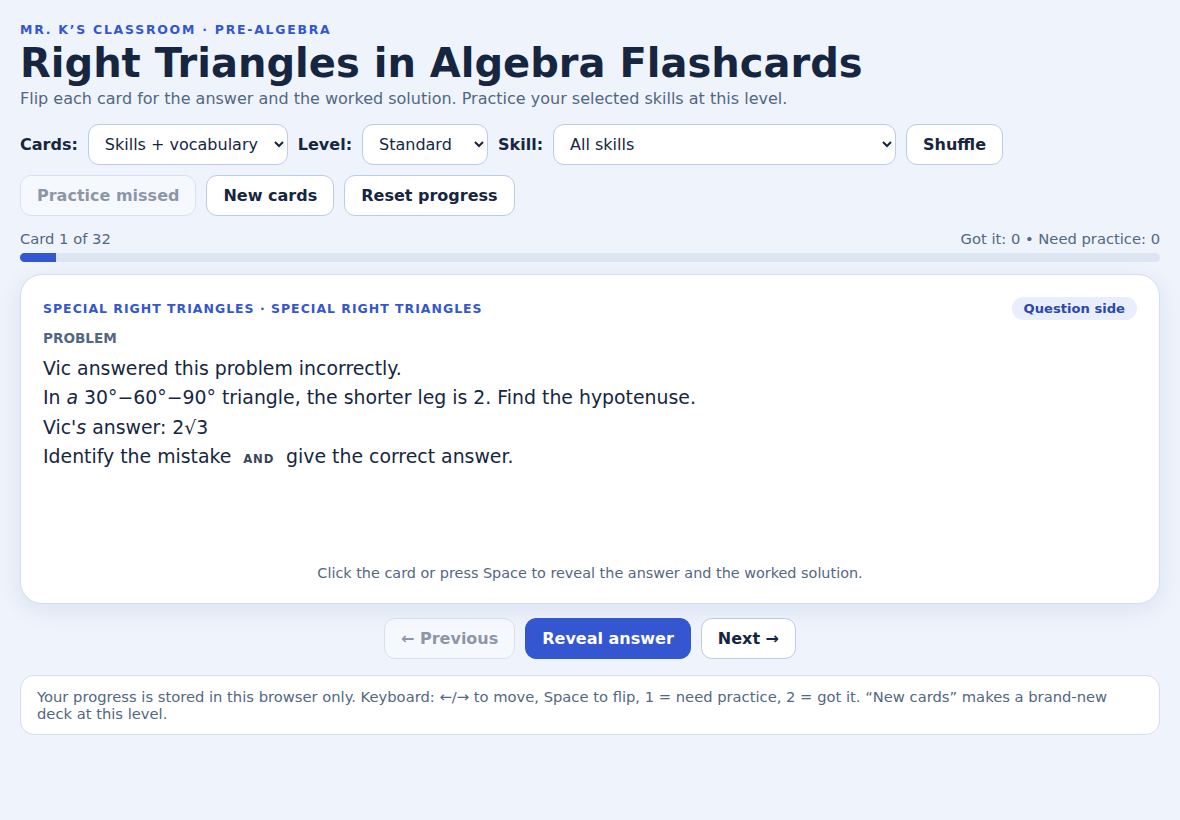 MR. K’S CLASSROOM · PRE-ALGEBRA
Right Triangles in Algebra Flashcards
Flip each card for the answer and the worked solution. Practice your selected skills at this level.
Cards: Skills + vocabulary Level: Standard Skill: All skills Shuffle
Practice missed New cards Reset progress
Card 1 of 32 Got it: 0 • Need practice: 0
SPECIAL RIGHT TRIANGLES · SPECIAL RIGHT TRIANGLES Question side
PROBLEM
Vic answered this problem incorrectly.
In a 30°−60°−90° triangle, the shorter leg is 2. Find the hypotenuse.
Vic's answer: 2√3
Identify the mistake AND give the correct answer.
Click the card or press Space to reveal the answer and the worked solution.
← Previous Reveal answer Next →
Your progress is stored in this browser only. Keyboard: ←/→ to move, Space to flip, 1 = need practice, 2 = got it. “New cards” makes a brand-new
deck at this level.